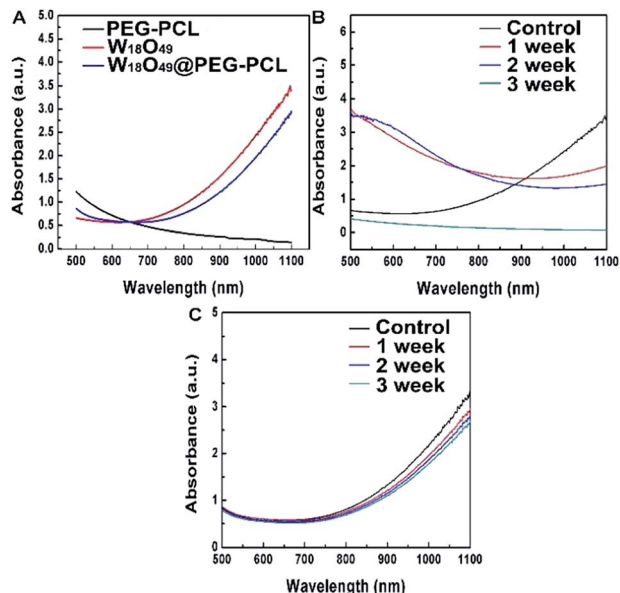 A
PEG-PCL
W18O49
W18O49@PEG-PCL
5.0
4.5
4.0
3.5
3.0
2.5
2.0
1.5
1.0
0.5
0.0
Absorbance (a.u.)
500 600 700 800 900 1000 1100
Wavelength (nm)
B
Control
1 week
2 week
3 week
6
5
4
3
2
1
0
Absorbance (a.u.)
500 600 700 800 900 1000 1100
Wavelength (nm)
C
Control
1 week
2 week
3 week
5
4
3
2
1
0
Absorbance (a.u.)
500 600 700 800 900 1000 1100
Wavelength (nm)